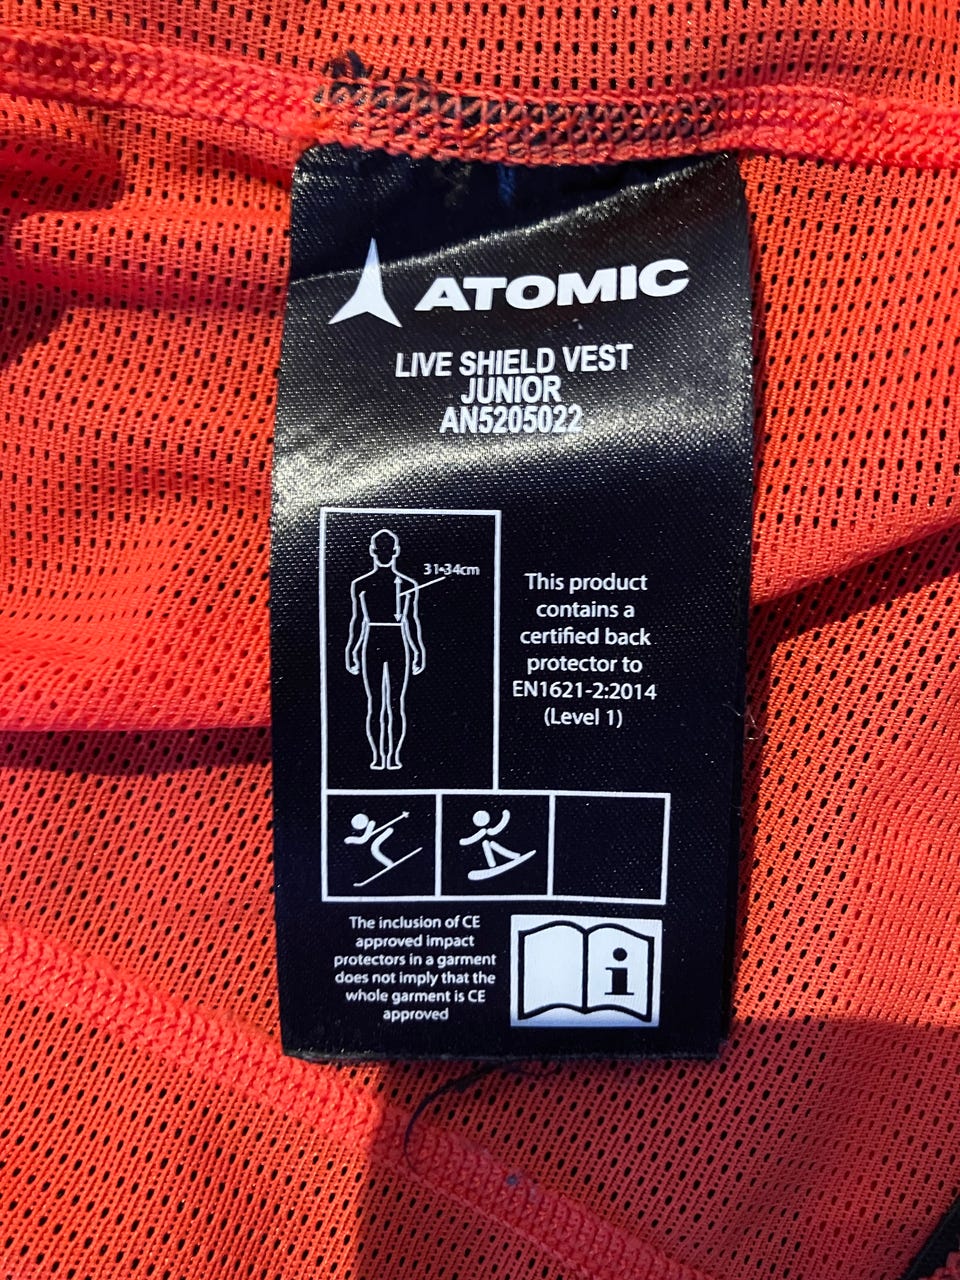 ATOMIC
LIVE SHIELD VEST
JUNIOR
AN5205022
31-34cm
This product
contains a
certified back
protector to
EN1621-2:2014
(Level 1)
The inclusion of CE
approved impact
protectors in a garment
does not imply that the
whole garment is CE
approved
i